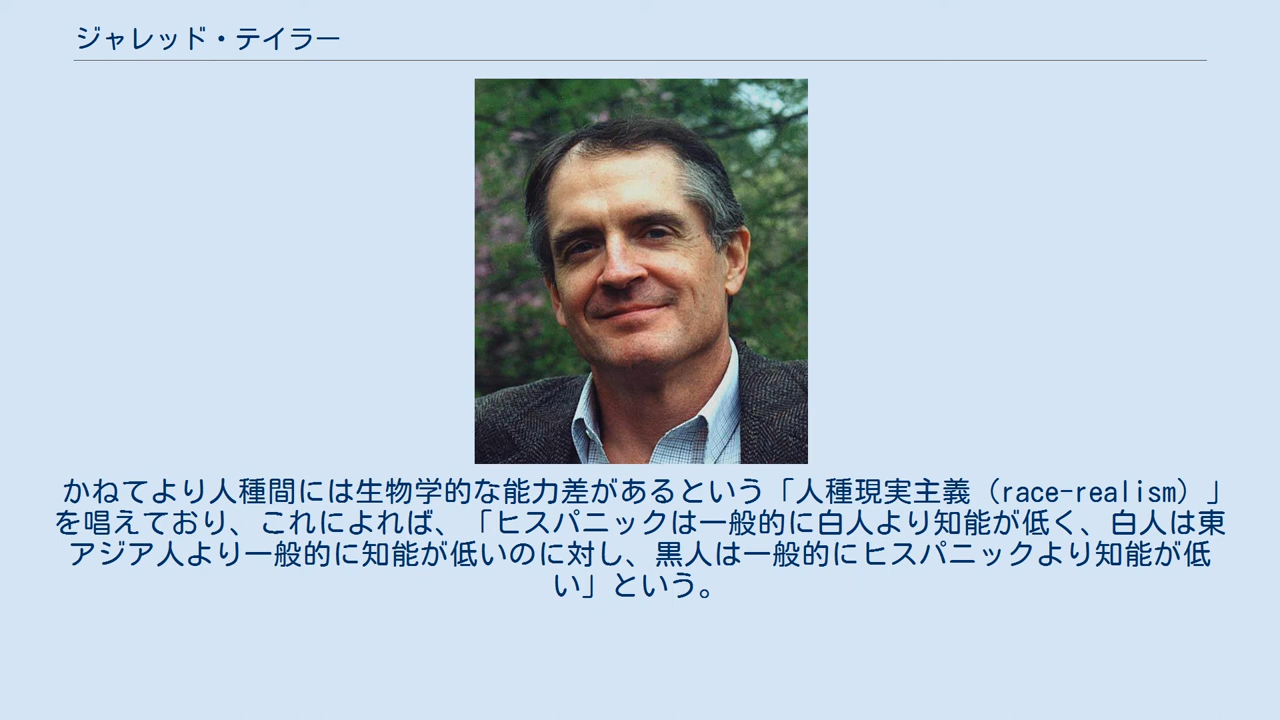 ジャレッド・テイラー
かねてより人種間には生物学的な能力差があるという「人種現実主義（race-realism）」
を唱えており、これによれば、「ヒスパニックは一般的に白人より知能が低く、白人は東
アジア人より一般的に知能が低いのに対し、黒人は一般的にヒスパニックより知能が低
い」という。